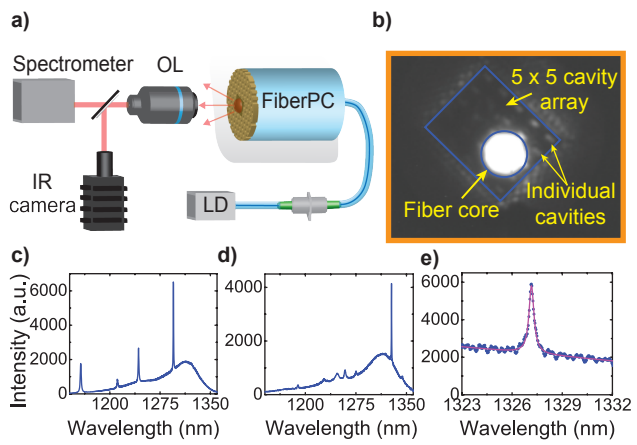 a)
Spectrometer
OL
FiberPC
IR
camera
LD
b)
5 x 5 cavity
array
Individual
cavities
Fiber core
c)
Intensity (a.u.)
6000
4000
2000
0
1200
1275
1350
Wavelength (nm)
d)
4000
2000
0
1200
1275
1350
Wavelength (nm)
e)
6000
4000
2000
0
1323
1326
1329
1332
Wavelength (nm)